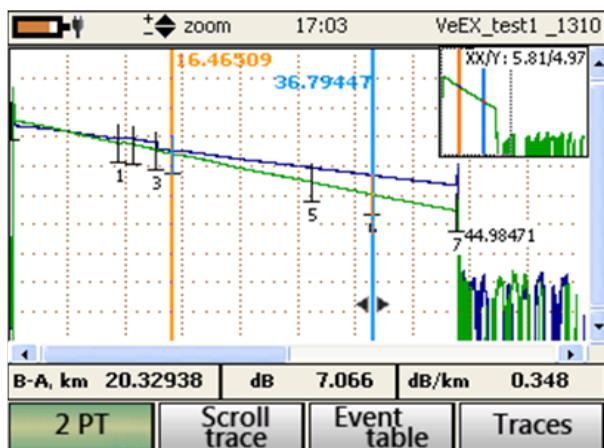 zoom 17:03 VeEX_test1 _1310
16.46509
36.79447
XX/Y: 5.81/4.97
1 3 5 6 7
44.98471
B-A, km 20.32938 dB 7.066 dB/km 0.348
2 PT Scroll trace Event table Traces